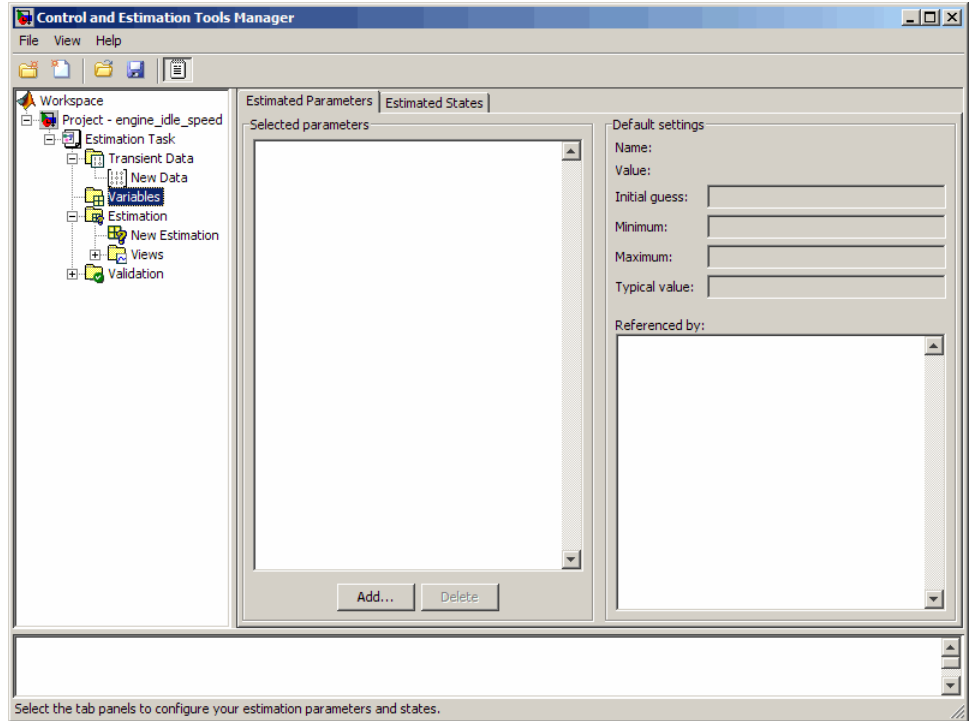 Control and Estimation Tools Manager
File View Help
Workspace
Project - engine_idle_speed
Estimation Task
Transient Data
New Data
Variables
Estimation
New Estimation
Views
Validation
Estimated Parameters
Estimated States
Selected parameters
Add...
Delete
Default settings
Name:
Value:
Initial guess:
Minimum:
Maximum:
Typical value:
Referenced by:
Select the tab panels to configure your estimation parameters and states.